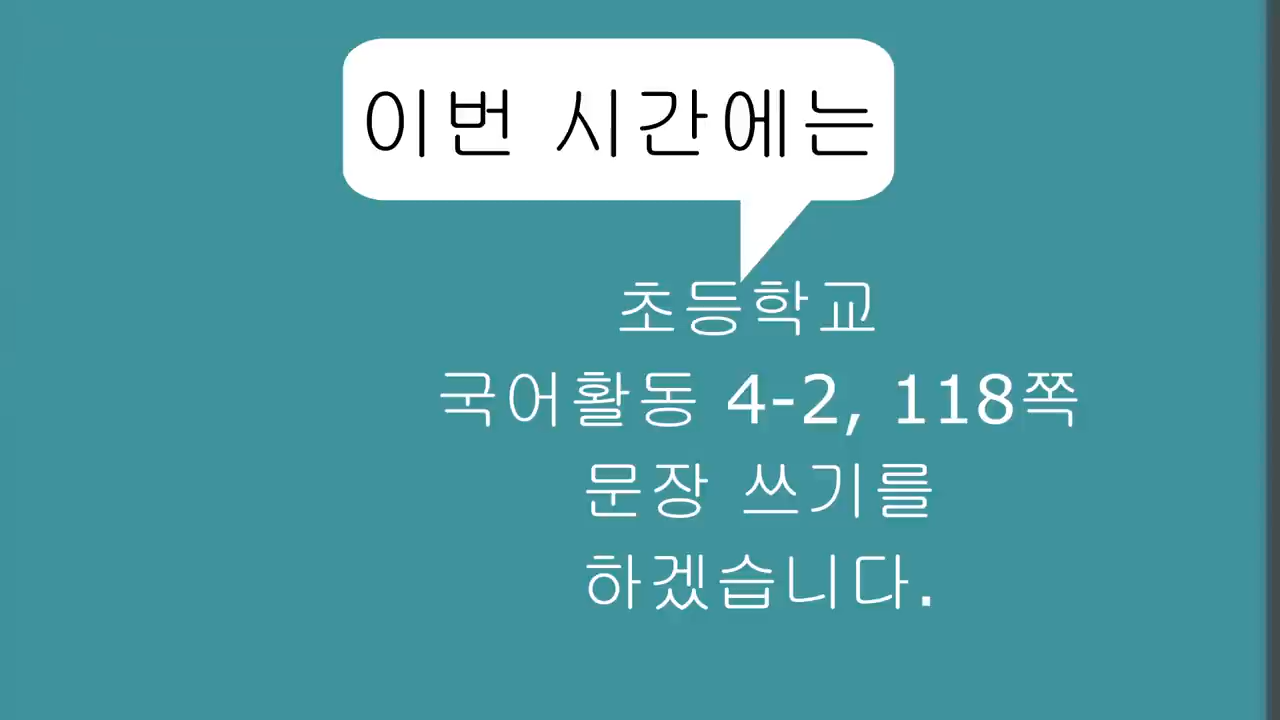 이번 시간에는
초등학교
국어활동 4-2, 118쪽
문장 쓰기를
하겠습니다.